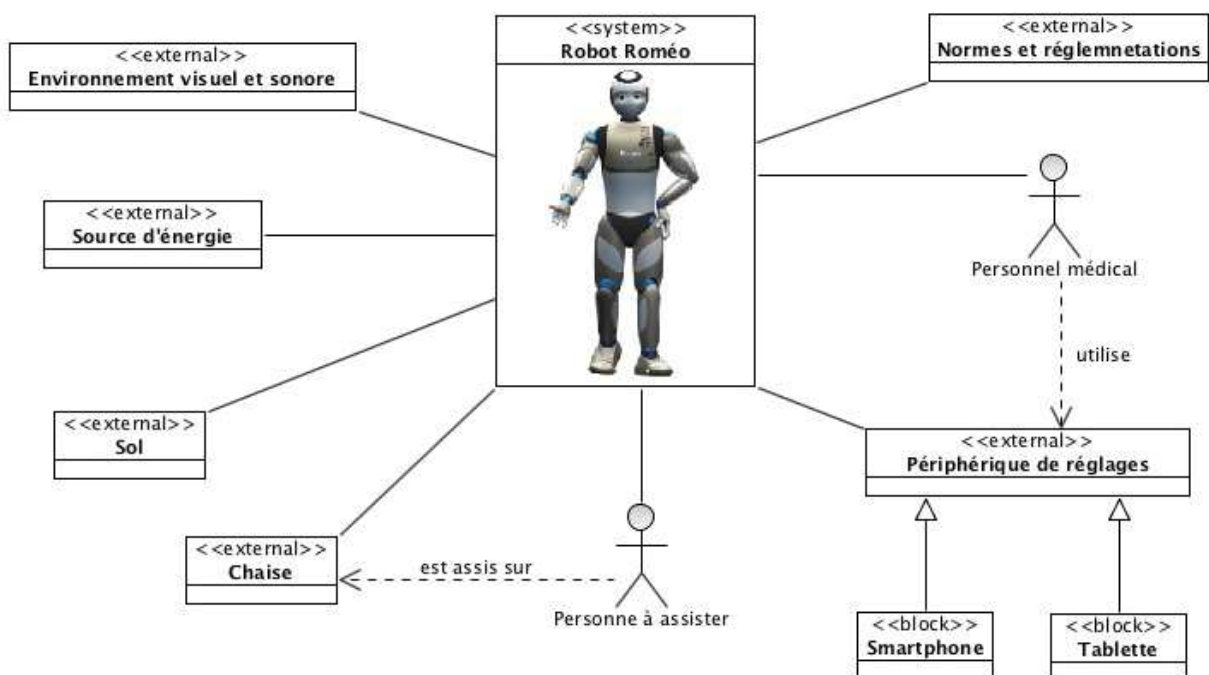 <<system>>
Robot Roméo
<<external>>
Environnement visuel et sonore
<<external>>
Normes et réglemnetations
<<external>>
Source d'énergie
Personnel médical
utilise
<<external>>
Sol
<<external>>
Périphérique de réglages
<<external>>
Chaise
est assis sur
Personne à assister
<<block>>
Smartphone
<<block>>
Tablette